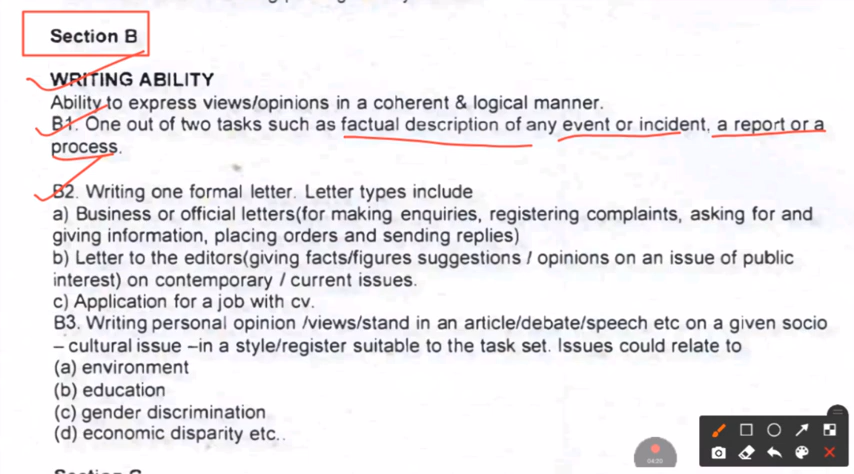 Section B
WRITING ABILITY
Ability to express views/opinions in a coherent & logical manner.
B1. One out of two tasks such as factual description of any event or incident, a report or a
process.
B2. Writing one formal letter. Letter types include
a) Business or official letters(for making enquiries, registering complaints, asking for and
giving information, placing orders and sending replies)
b) Letter to the editors(giving facts/figures suggestions / opinions on an issue of public
interest) on contemporary / current issues.
c) Application for a job with cv.
B3. Writing personal opinion /views/stand in an article/debate/speech etc on a given socio
– cultural issue –in a style/register suitable to the task set. Issues could relate to
(a) environment
(b) education
(c) gender discrimination
(d) economic disparity etc..
04:20